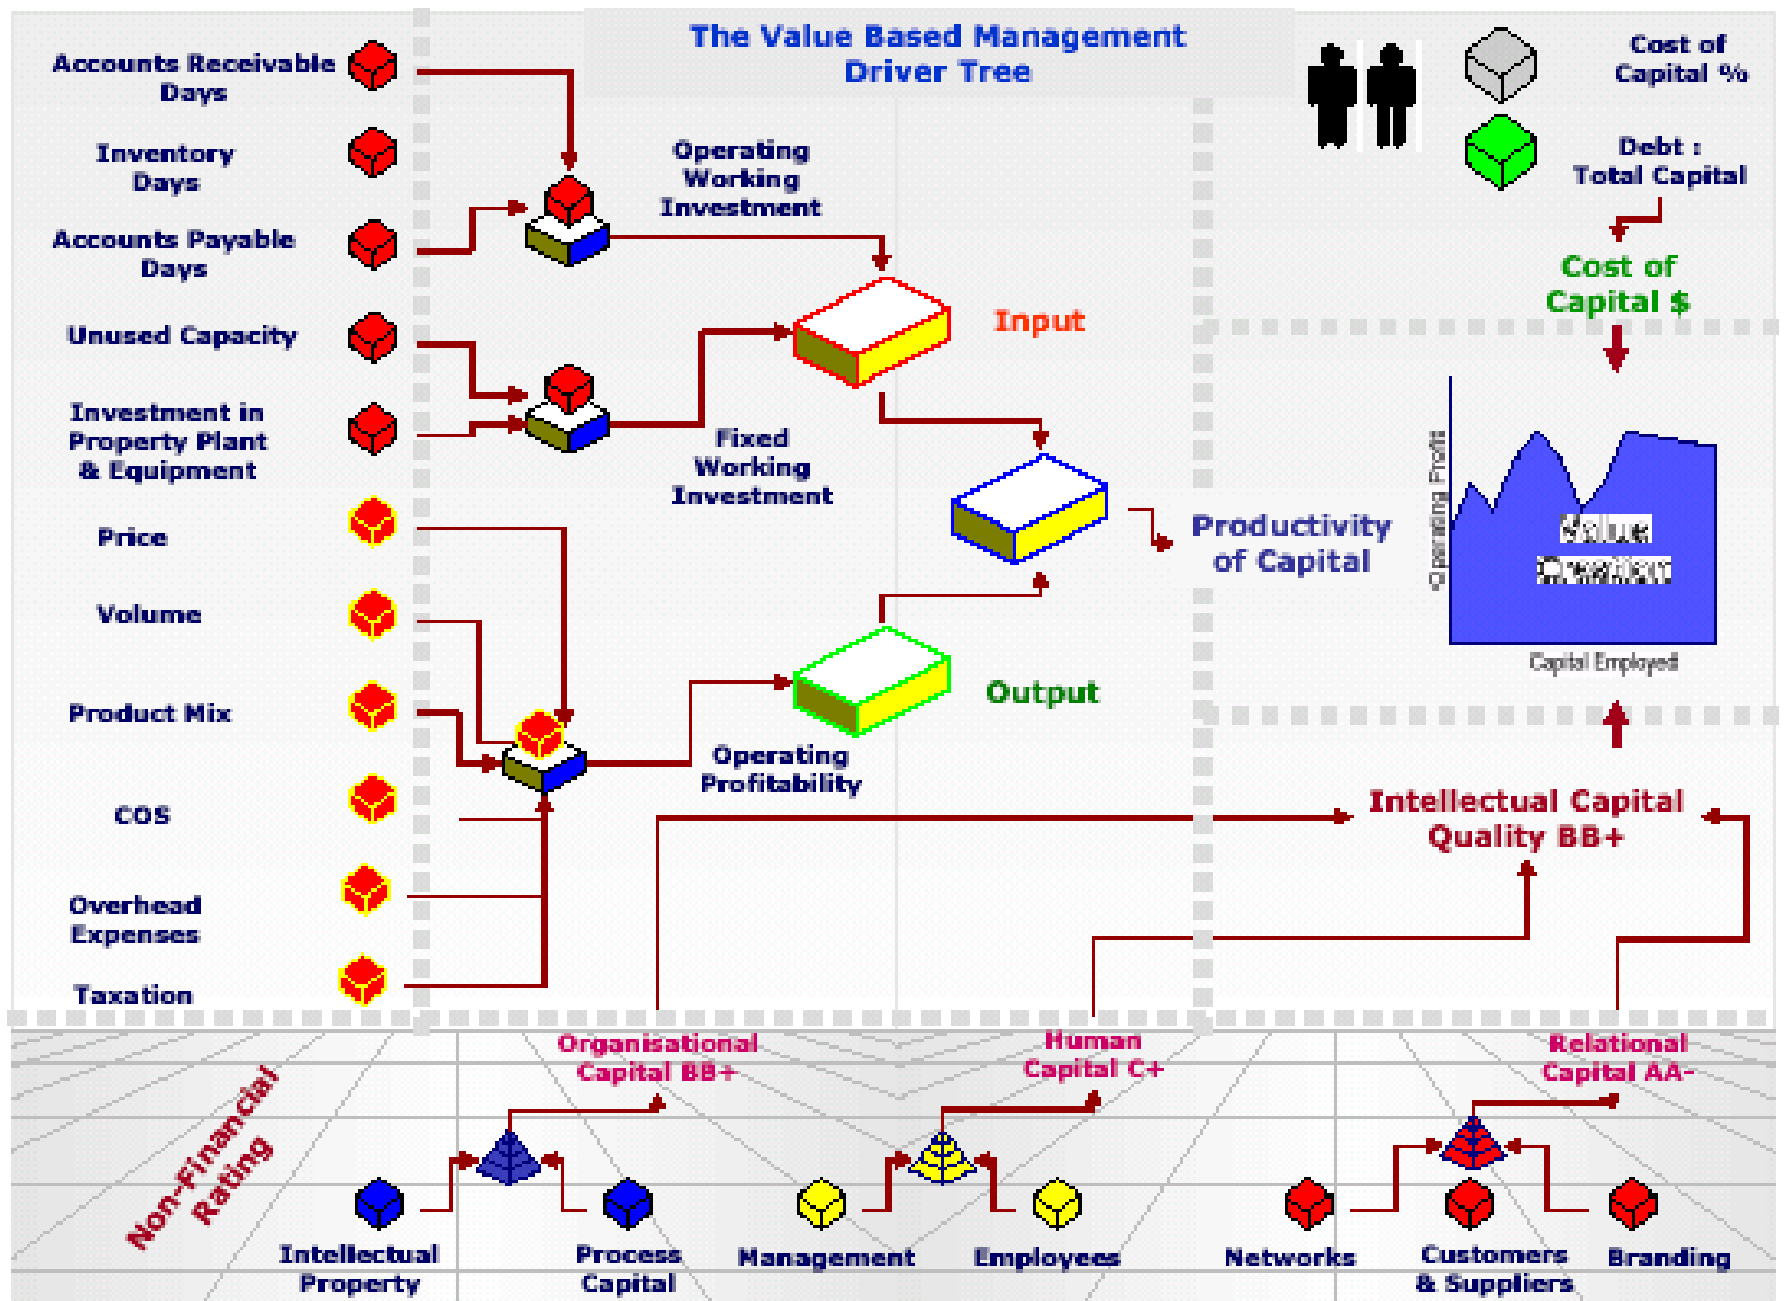 The Value Based Management
Driver Tree
Accounts Receivable
Days
Inventory
Days
Accounts Payable
Days
Unused Capacity
Investment in
Property Plant
& Equipment
Price
Volume
Product Mix
COS
Overhead
Expenses
Taxation
Operating
Working
Investment
Fixed
Working
Investment
Operating
Profitability
Input
Output
Productivity
of Capital
Cost of
Capital %
Debt :
Total Capital
Cost of
Capital $
Operating Profit
Value
Creation
Capital Employed
Intellectual Capital
Quality BB+
Organisational
Capital BB+
Human
Capital C+
Relational
Capital AA-
Non-Financial
Rating
Intellectual
Property
Process
Capital
Management
Employees
Networks
Customers
& Suppliers
Branding